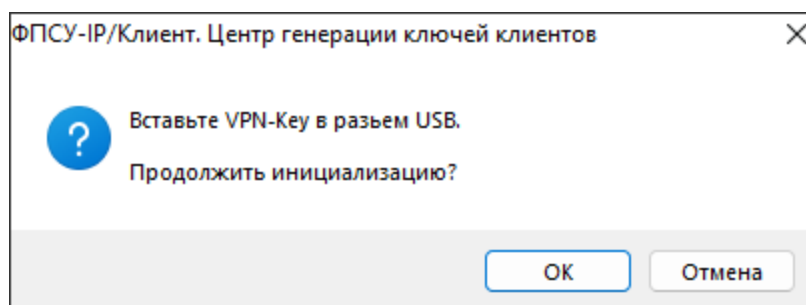 ФПСУ-IP/Клиент. Центр генерации ключей клиентов
Вставьте VPN-Key в разьем USB.
Продолжить инициализацию?
ОК
Отмена